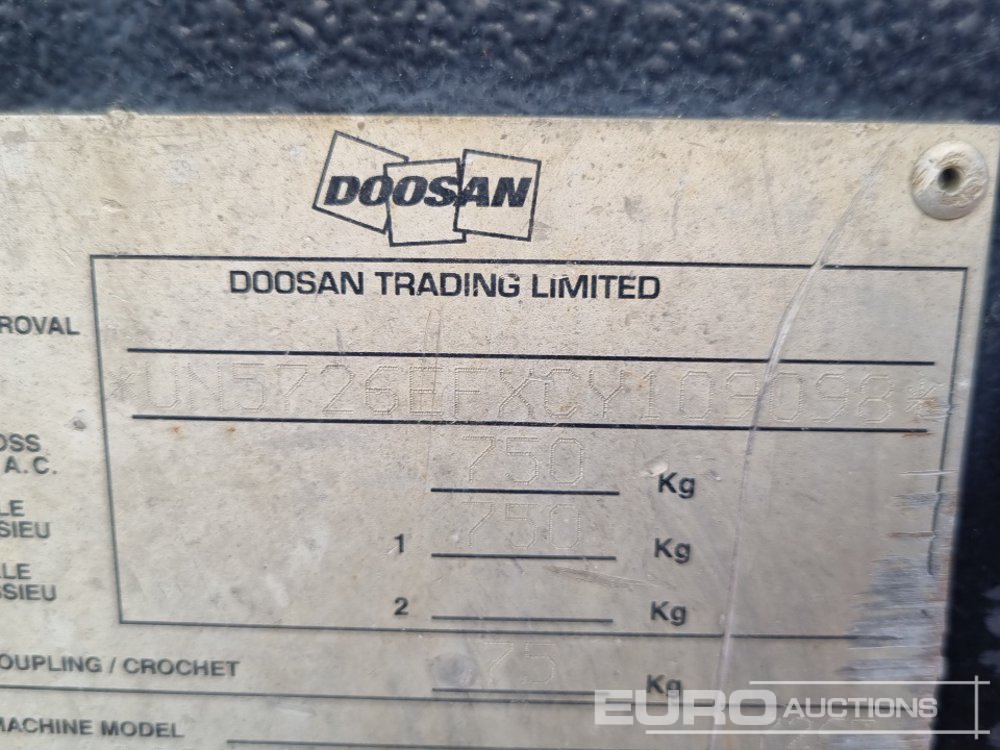 DOOSAN
DOOSAN TRADING LIMITED
ROVAL
*UN5726EFXCY109098*
OSS
A.C.
750 Kg
LE
SIEU
1 750 Kg
LE
SSIEU
2 Kg
OUPLING / CROCHET 75 Kg
MACHINE MODEL
EURO AUCTIONS